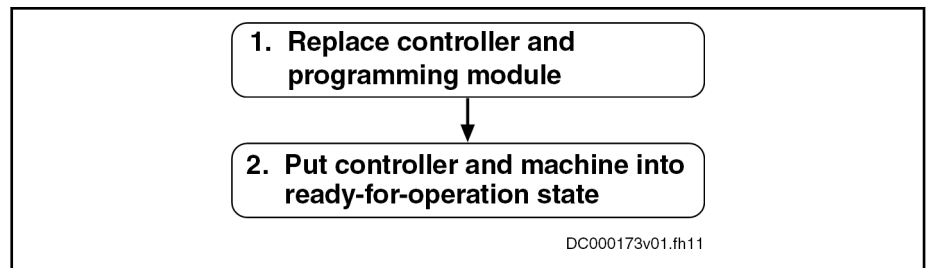 1. Replace controller and
programming module
2. Put controller and machine into
ready-for-operation state
DC000173v01.fh11